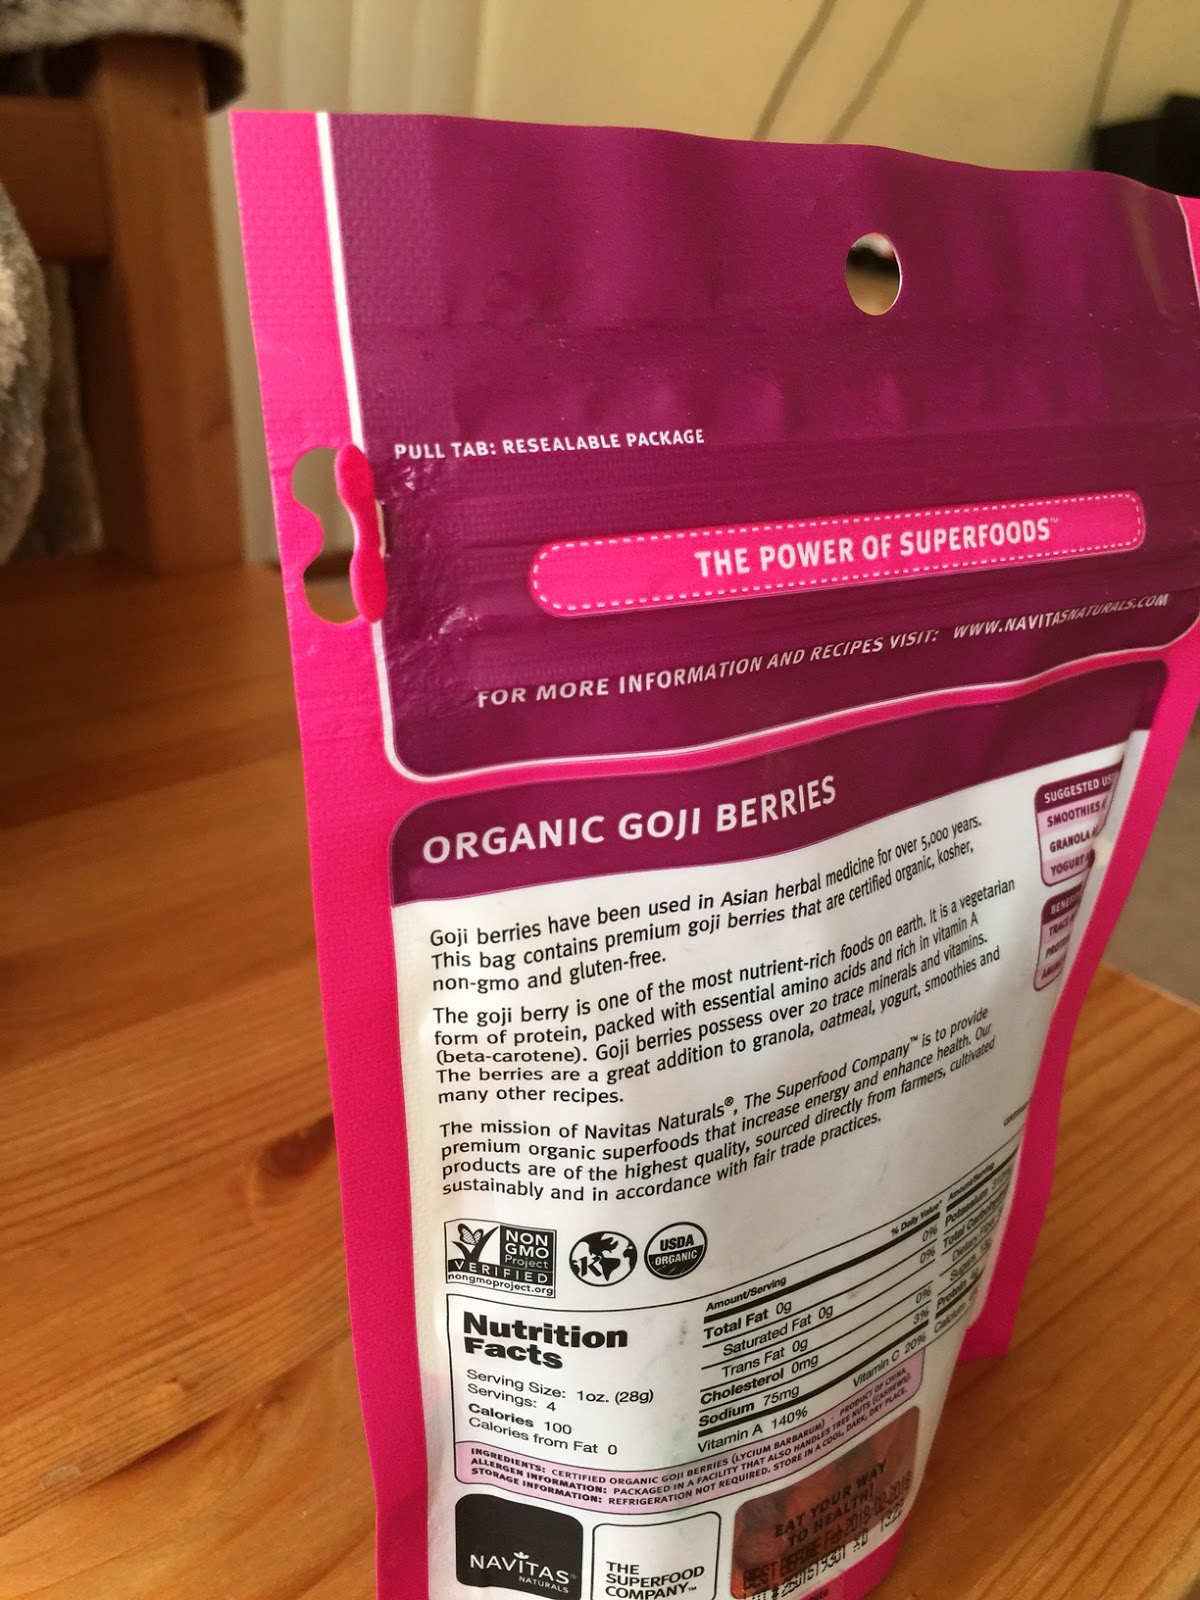 PULL TAB: RESEALABLE PACKAGE
THE POWER OF SUPERFOODS™
FOR MORE INFORMATION AND RECIPES VISIT: WWW.NAVITASNATURALS.COM
ORGANIC GOJI BERRIES
Goji berries have been used in Asian herbal medicine for over 5,000 years.
This bag contains premium goji berries that are certified organic, kosher,
non-gmo and gluten-free.
The goji berry is one of the most nutrient-rich foods on earth. It is a vegetarian
form of protein, packed with essential amino acids and rich in vitamin A
(beta-carotene). Goji berries possess over 20 trace minerals and vitamins.
The berries are a great addition to granola, oatmeal, yogurt, smoothies and
many other recipes.
The mission of Navitas Naturals®, The Superfood Company™ is to provide
premium organic superfoods that increase energy and enhance health. Our
products are of the highest quality, sourced directly from farmers, cultivated
sustainably and in accordance with fair trade practices.
SUGGESTED
SMOOTHIES
GRANOLA
YOGURT
NON
GMO
Project
VERIFIED
nongmoproject.org
K
USDA
ORGANIC
Nutrition
Facts
Serving Size: 1oz. (28g)
Servings: 4
Calories 100
Calories from Fat 0
Amount/Serving % Daily Value*
Total Fat 0g 0%
Saturated Fat 0g 0%
Trans Fat 0g
Cholesterol 0mg 0%
Sodium 75mg 3%
Vitamin A 140% Vitamin C 20%
Amount/Serving
Potassium
Total
Dietary
Sugars
Protein
Calcium
INGREDIENTS: CERTIFIED ORGANIC GOJI BERRIES (LYCIUM BARBARUM) · PRODUCT OF CHINA
ALLERGEN INFORMATION: PACKAGED IN A FACILITY THAT ALSO HANDLES TREE NUTS (CASHEWS).
STORAGE INFORMATION: REFRIGERATION NOT REQUIRED. STORE IN A COOL, DARK, DRY PLACE.
NAVITAS®
NATURALS
THE
SUPERFOOD
COMPANY™
EAT YOUR WAY
TO HEALTH!
BEST BEFORE